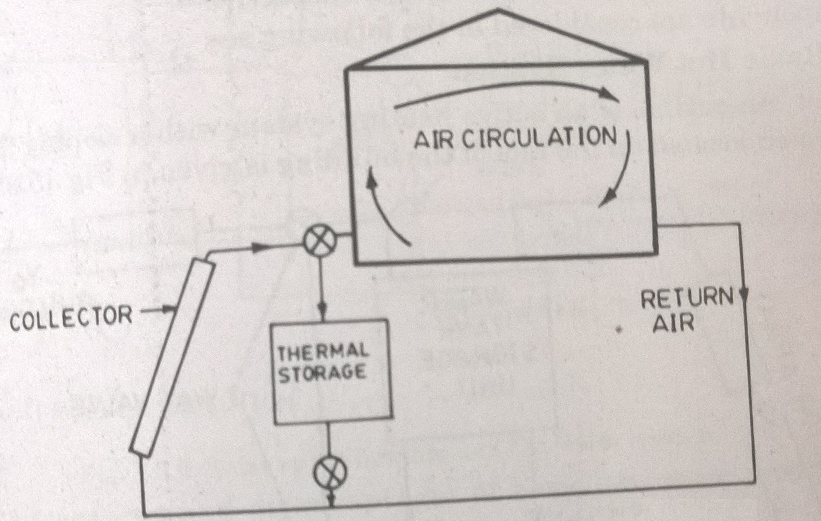 AIR CIRCULATION
COLLECTOR
RETURN
AIR
THERMAL
STORAGE